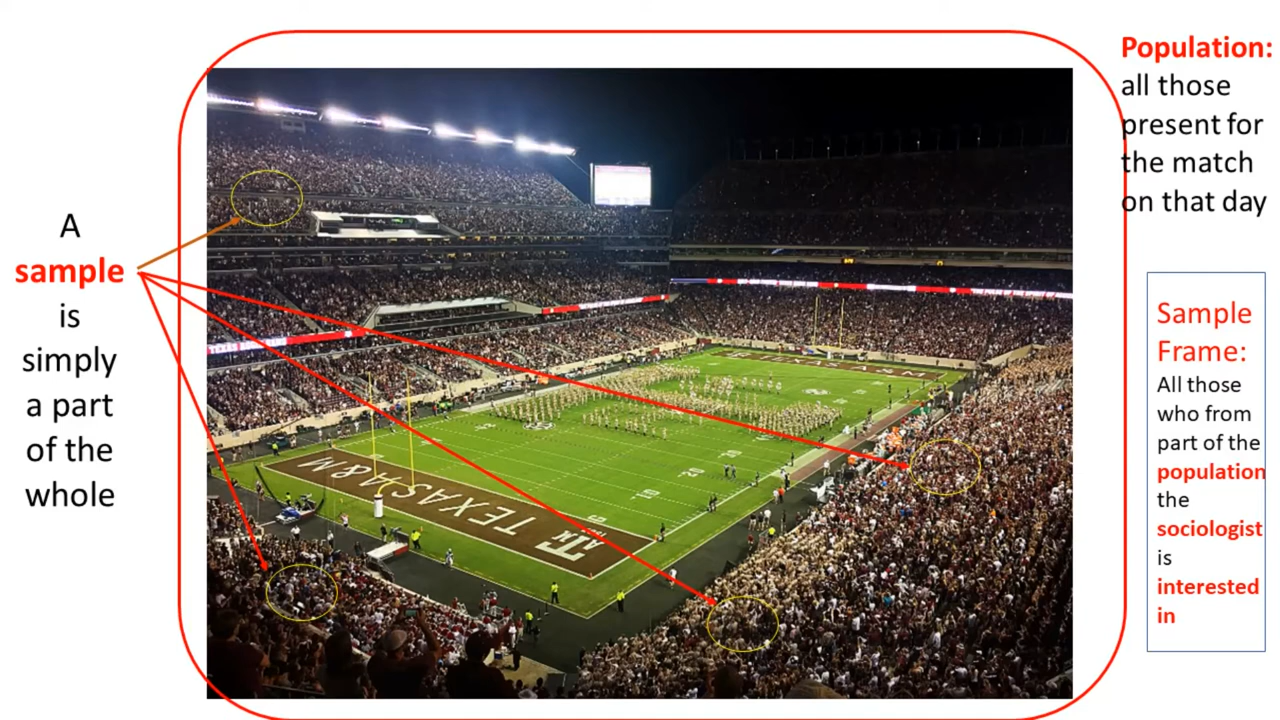 A
sample
is
simply
a part
of the
whole
Population:
all those
present for
the match
on that day
Sample
Frame:
All those
who from
part of the
population
the
sociologist
is
interested
in
TEXAS A&M